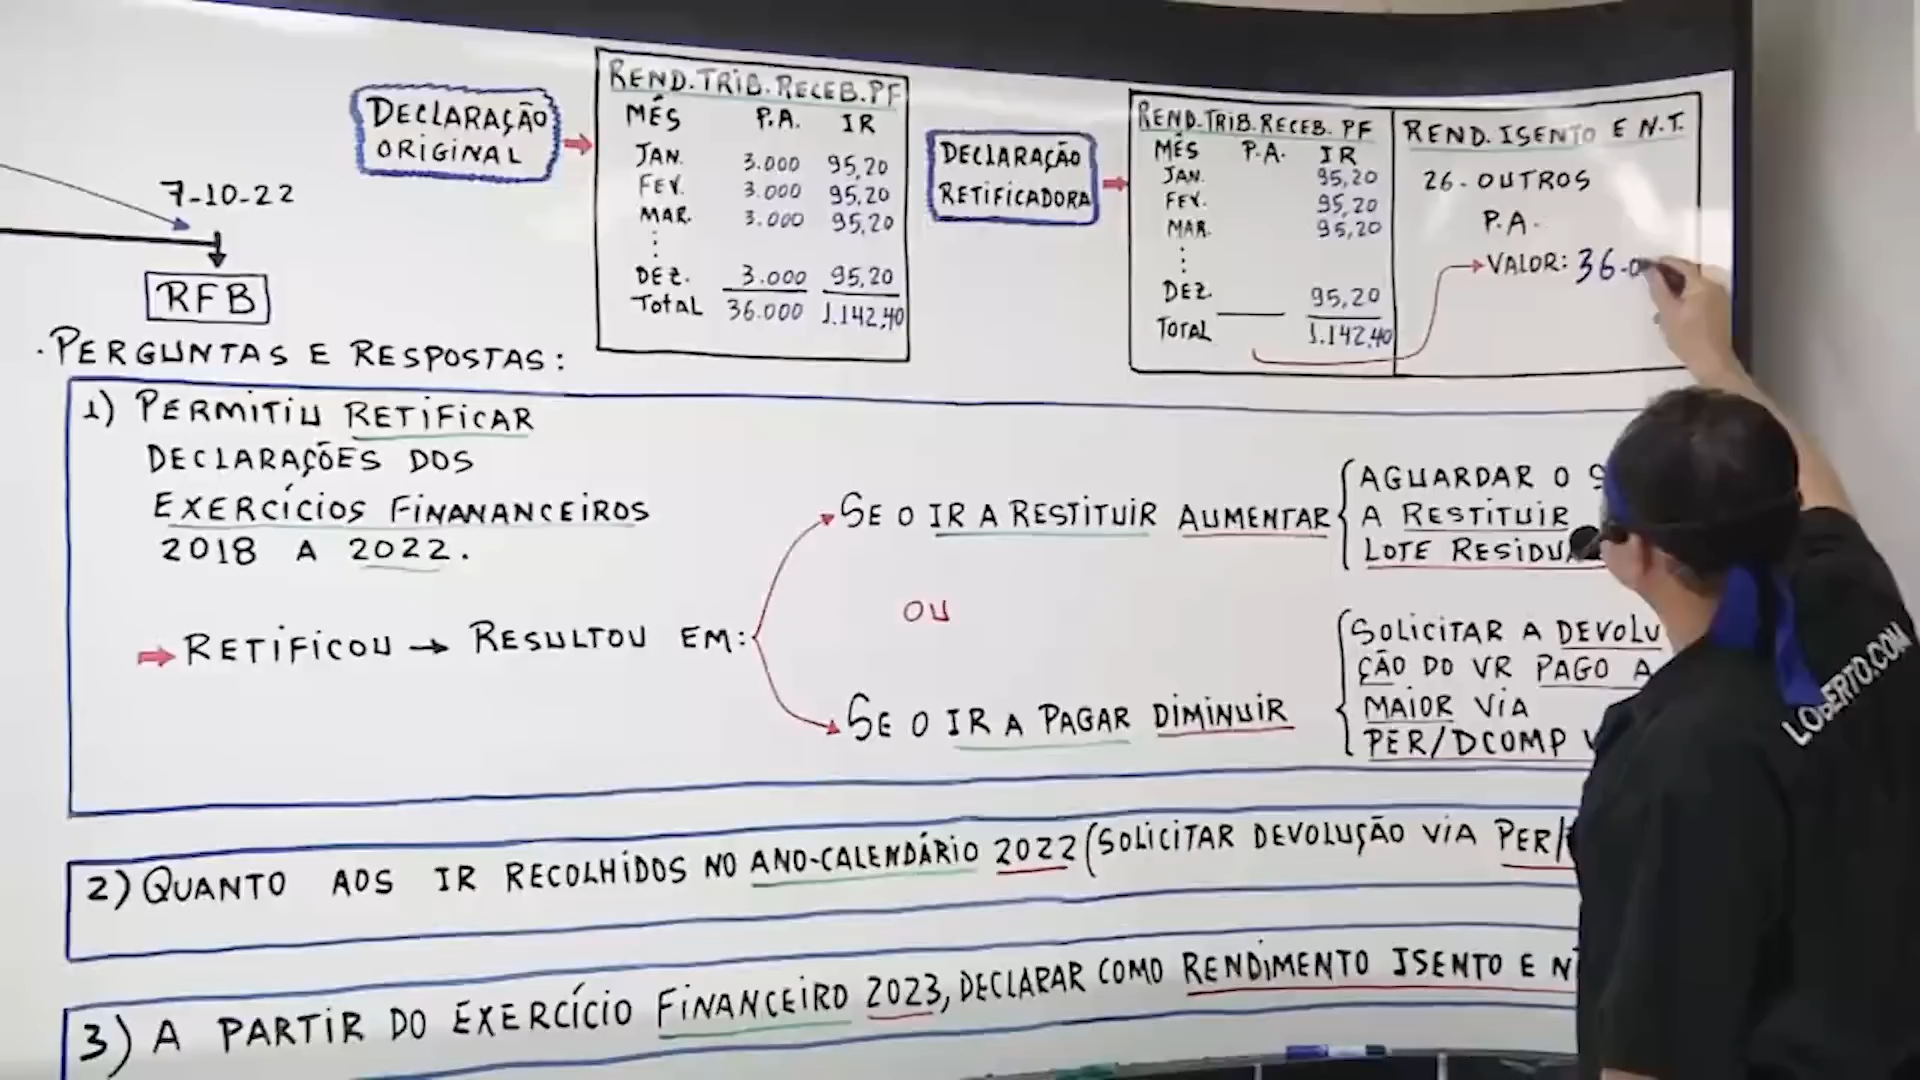 DECLARAÇÃO
ORIGINAL
REND.TRIB.RECEB.PF
MÊS P.A. IR
JAN. 3.000 95,20
FEV. 3.000 95,20
MAR. 3.000 95,20
DEZ. 3.000 95,20
TOTAL 36.000 1.142,40
DECLARAÇÃO
RETIFICADORA
REND.TRIB.RECEB. PF
MÊS P.A. IR
JAN. 95,20
FEV. 95,20
MAR. 95,20
DEZ. 95,20
TOTAL 1.142,40
REND. ISENTO E N.T.
26. OUTROS
P.A.
VALOR: 36.0
7-10-22
RFB
. PERGUNTAS E RESPOSTAS:
1) PERMITIU RETIFICAR
DECLARAÇÕES DOS
EXERCÍCIOS FINANANCEIROS
2018 A 2022.
RETIFICOU → RESULTOU EM:
SE O IR A RESTITUIR AUMENTAR
AGUARDAR O
A RESTITUIR
LOTE RESIDU
OU
SE O IR A PAGAR DIMINUIR
SOLICITAR A DEVOLU
ÇÃO DO VR PAGO A
MAIOR VIA
PER/DCOMP
2) QUANTO AOS IR RECOLHIDOS NO ANO-CALENDÁRIO 2022 (SOLICITAR DEVOLUÇÃO VIA PER/
3) A PARTIR DO EXERCÍCIO FINANCEIRO 2023, DECLARAR COMO RENDIMENTO ISENTO E N
LOBERTO.COM